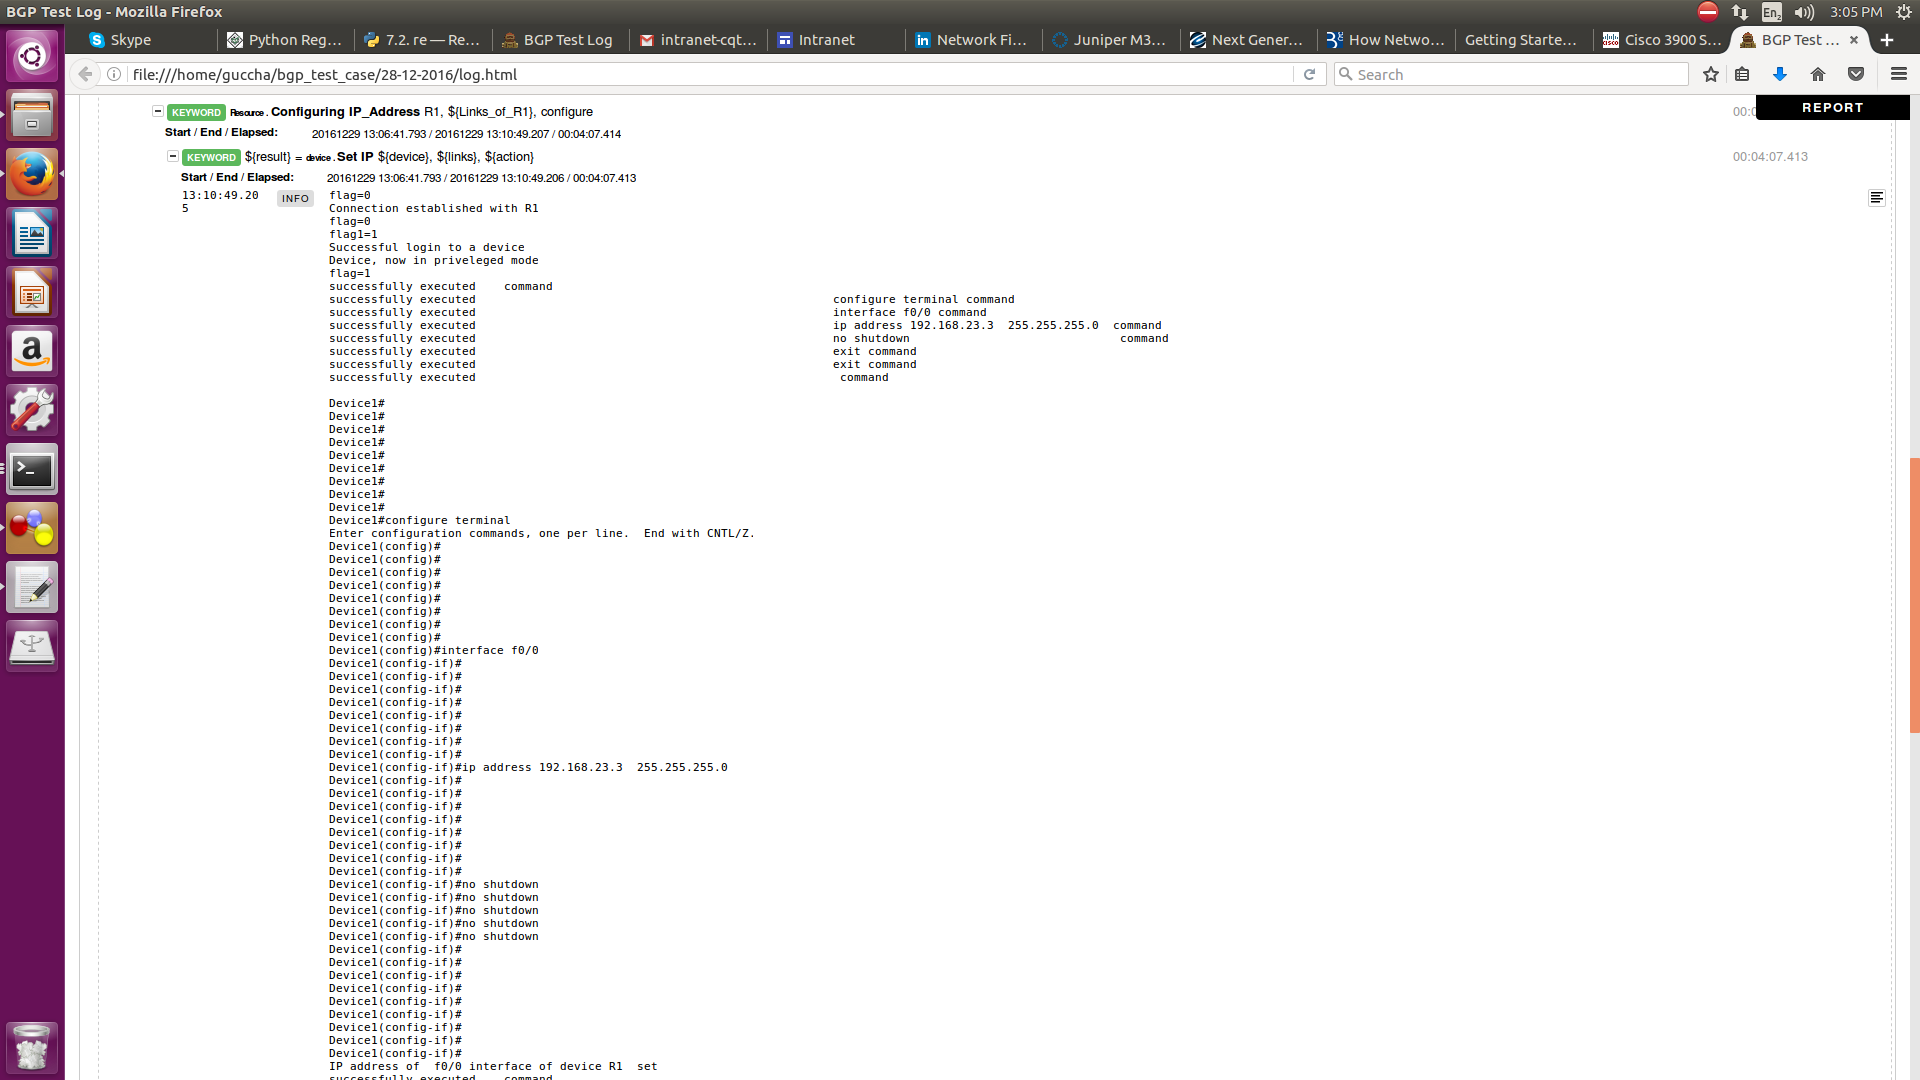 BGP Test Log - Mozilla Firefox
En2
3:05 PM
Skype
Python Reg...
7.2. re — Re...
BGP Test Log
intranet-cqt...
Intranet
Network Fi...
Juniper M3...
Next Gener...
How Netwo...
Getting Starte...
Cisco 3900 S...
BGP Test ...
file:///home/guccha/bgp_test_case/28-12-2016/log.html
Search
REPORT
KEYWORD Resource . Configuring IP_Address R1, ${Links_of_R1}, configure
00:0
Start / End / Elapsed: 20161229 13:06:41.793 / 20161229 13:10:49.207 / 00:04:07.414
KEYWORD ${result} = device . Set IP ${device}, ${links}, ${action}
00:04:07.413
Start / End / Elapsed: 20161229 13:06:41.793 / 20161229 13:10:49.206 / 00:04:07.413
13:10:49.20
5
INFO
flag=0
Connection established with R1
flag=0
flag1=1
Successful login to a device
Device, now in priveleged mode
flag=1
successfully executed    command
successfully executed    configure terminal command
successfully executed    interface f0/0 command
successfully executed    ip address 192.168.23.3  255.255.255.0  command
successfully executed    no shutdown    command
successfully executed    exit command
successfully executed    exit command
successfully executed    command
Device1#
Device1#
Device1#
Device1#
Device1#
Device1#
Device1#
Device1#
Device1#
Device1#configure terminal
Enter configuration commands, one per line.  End with CNTL/Z.
Device1(config)#
Device1(config)#
Device1(config)#
Device1(config)#
Device1(config)#
Device1(config)#
Device1(config)#
Device1(config)#
Device1(config)#interface f0/0
Device1(config-if)#
Device1(config-if)#
Device1(config-if)#
Device1(config-if)#
Device1(config-if)#
Device1(config-if)#
Device1(config-if)#
Device1(config-if)#
Device1(config-if)#ip address 192.168.23.3  255.255.255.0
Device1(config-if)#
Device1(config-if)#
Device1(config-if)#
Device1(config-if)#
Device1(config-if)#
Device1(config-if)#
Device1(config-if)#
Device1(config-if)#
Device1(config-if)#no shutdown
Device1(config-if)#no shutdown
Device1(config-if)#no shutdown
Device1(config-if)#no shutdown
Device1(config-if)#no shutdown
Device1(config-if)#
Device1(config-if)#
Device1(config-if)#
Device1(config-if)#
Device1(config-if)#
Device1(config-if)#
Device1(config-if)#
Device1(config-if)#
Device1(config-if)#
IP address of  f0/0 interface of device R1  set
successfully executed    command